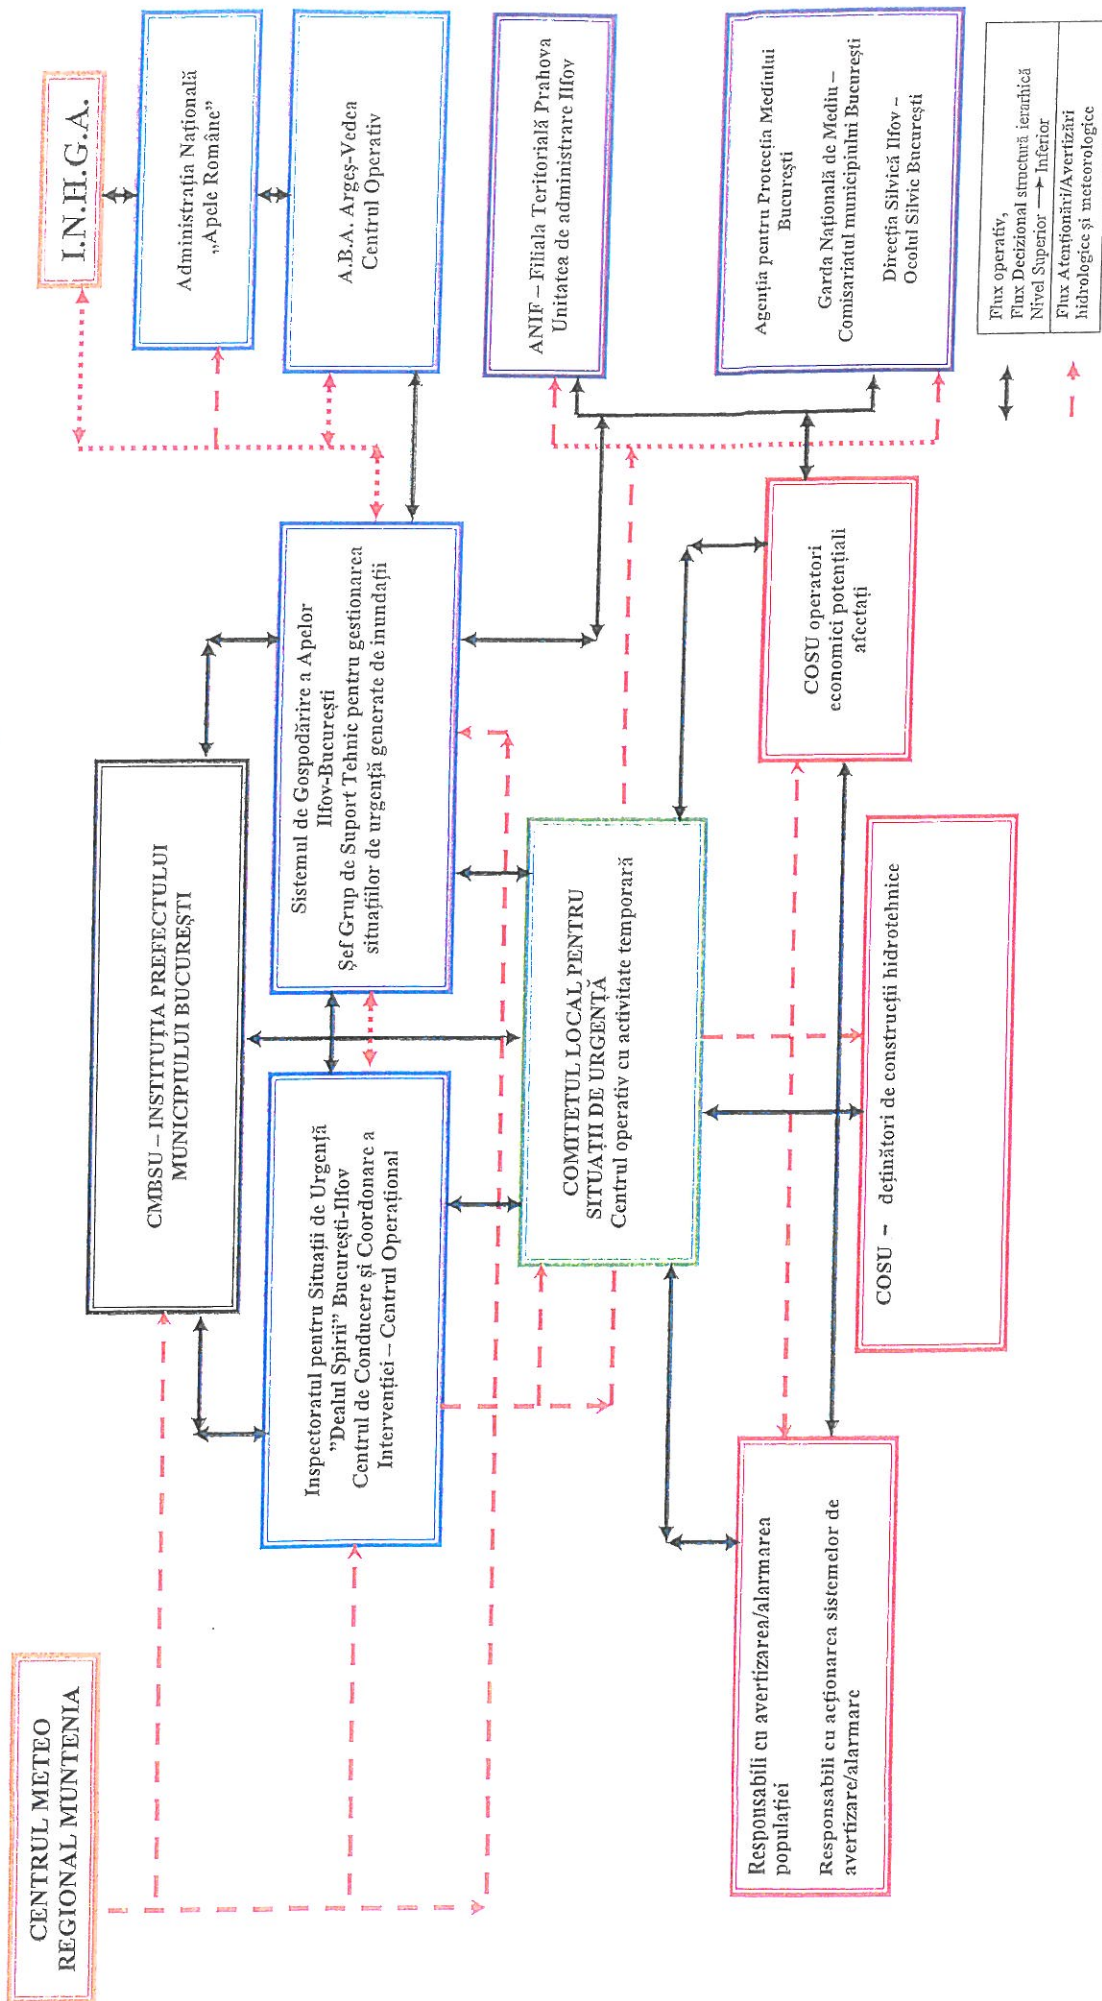 CENTRUL METEO
REGIONAL MUNTENIA
CMBSU – INSTITUȚIA PREFECTULUI
MUNICIPIULUI BUCUREȘTI
I.N.H.G.A.
Administrația Națională
„Apele Române”
Inspectoratul pentru Situații de Urgență
”Dealul Spirii” București-Ilfov
Centrul de Conducere și Coordonare a
Intervenției – Centrul Operațional
Sistemul de Gospodărire a Apelor
Ilfov-București
Șef Grup de Suport Tehnic pentru gestionarea
situațiilor de urgență generate de inundații
A.B.A. Argeș-Vedea
Centrul Operativ
COMITETUL LOCAL PENTRU
SITUAȚII DE URGENȚĂ
Centrul operativ cu activitate temporară
ANIF – Filiala Teritorială Prahova
Unitatea de administrare Ilfov
Responsabili cu avertizarea/alarmarea
populației
Responsabili cu acționarea sistemelor de
avertizare/alarmare
COSU – deținători de construcții hidrotehnice
COSU operatori
economici potențiali
afectați
Agenția pentru Protecția Mediului
București
Garda Națională de Mediu –
Comisariatul municipiului București
Direcția Silvică Ilfov –
Ocolul Silvic București
Flux operativ,
Flux Decizional structură ierarhică
Nivel Superior → Inferior
Flux Atenționări/Avertizări
hidrologice și meteorologice